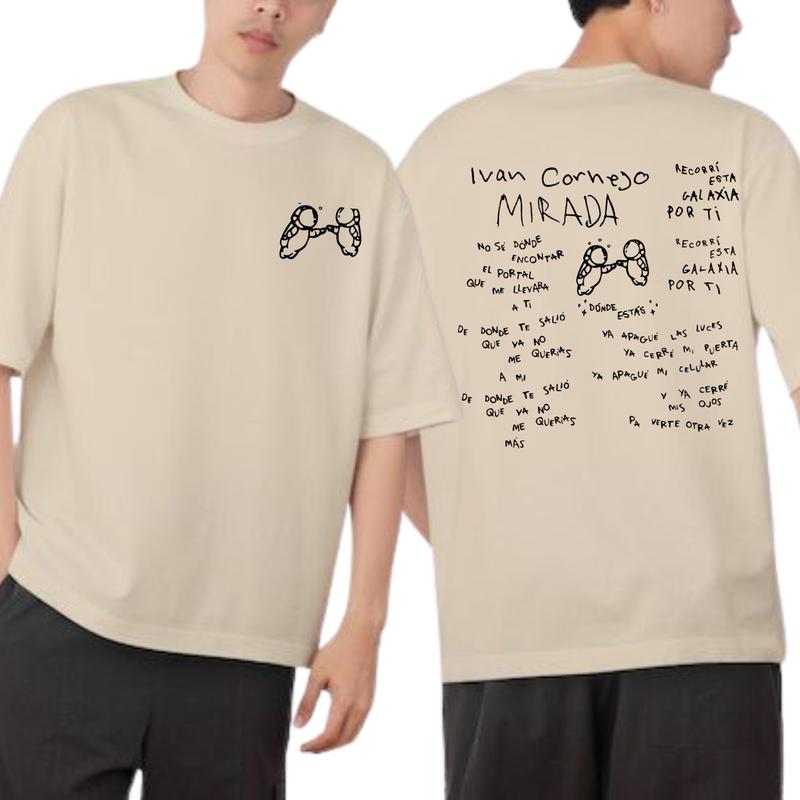 Ivan Cornejo
MIRADA
NO SÉ DÓNDE
ENCONTAR
EL PORTAL
QUE ME LLEVARA
A TI
DE DONDE TE SALIÓ
QUE YA NO
ME QUERIAS
A MI
DE DONDE TE SALIÓ
QUE YA NO
ME QUERIAS
MÁS
DÓNDE
ESTÁS
RECORRÍ
ESTA
GALAXIA
POR TI
RECORRÍ
ESTA
GALAXIA
POR TI
YA APAGUÉ LAS LUCES
YA CERRÉ MI PUERTA
YA APAGUÉ MI CELULAR
Y YA CERRÉ
MIS OJOS
PA VERTE OTRA VEZ